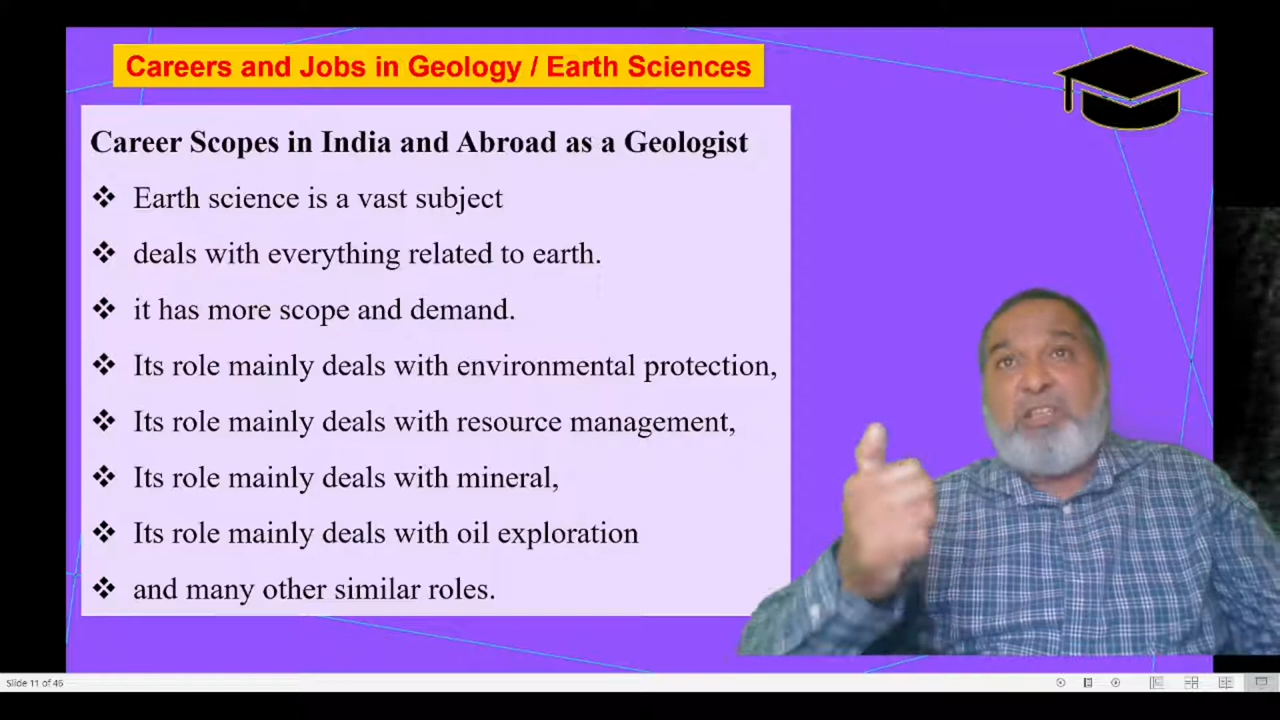 Careers and Jobs in Geology / Earth Sciences
Career Scopes in India and Abroad as a Geologist
❖ Earth science is a vast subject
❖ deals with everything related to earth.
❖ it has more scope and demand.
❖ Its role mainly deals with environmental protection,
❖ Its role mainly deals with resource management,
❖ Its role mainly deals with mineral,
❖ Its role mainly deals with oil exploration
❖ and many other similar roles.
Slide 11 of 46